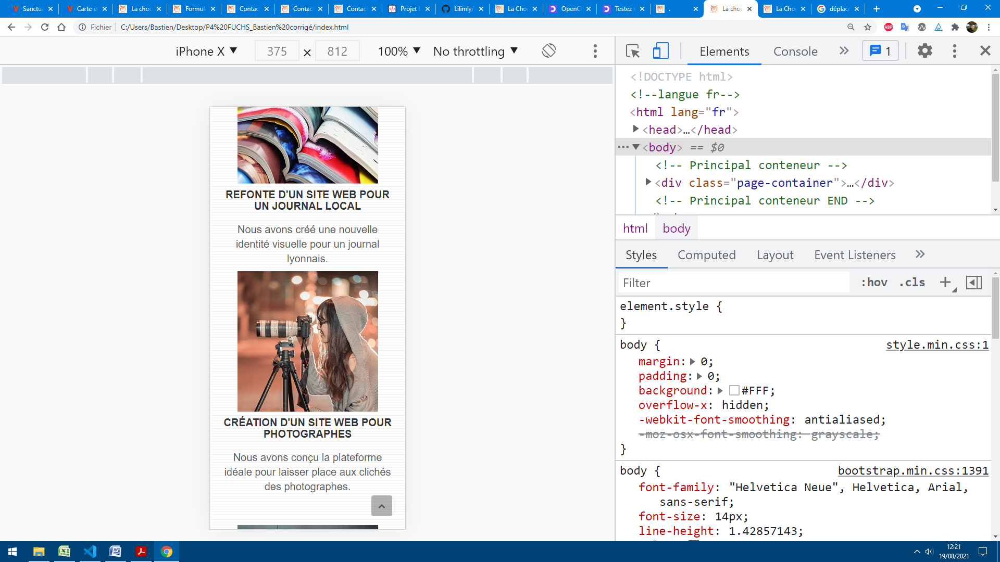 Sanctua
Carte e
La chou
Formula
Contac
Contac
Contac
Projet L
Lilimly/
La Chou
OpenCl
Testez v
.
La chou
La Chou
déplace
Fichier
C:/Users/Bastien/Desktop/P4%20FUCHS_Bastien%20corrigé/index.html
ABP
iPhone X ▼ 375 × 812 100% ▼ No throttling ▼
Elements Console » 1
<!DOCTYPE html>
<!--langue fr-->
<html lang="fr">
<head>…</head>
<body> == $0
<!-- Principal conteneur -->
<div class="page-container">…</div>
<!-- Principal conteneur END -->
html body
Styles Computed Layout Event Listeners »
Filter :hov .cls +
element.style {
}
body { style.min.css:1
margin: 0;
padding: 0;
background: #FFF;
overflow-x: hidden;
-webkit-font-smoothing: antialiased;
-moz-osx-font-smoothing: grayscale;
}
body { bootstrap.min.css:1391
font-family: "Helvetica Neue", Helvetica, Arial,
sans-serif;
font-size: 14px;
line-height: 1.42857143;
REFONTE D'UN SITE WEB POUR
UN JOURNAL LOCAL
Nous avons créé une nouvelle
identité visuelle pour un journal
lyonnais.
CRÉATION D'UN SITE WEB POUR
PHOTOGRAPHES
Nous avons conçu la plateforme
idéale pour laisser place aux clichés
des photographes.
12:21
19/08/2021